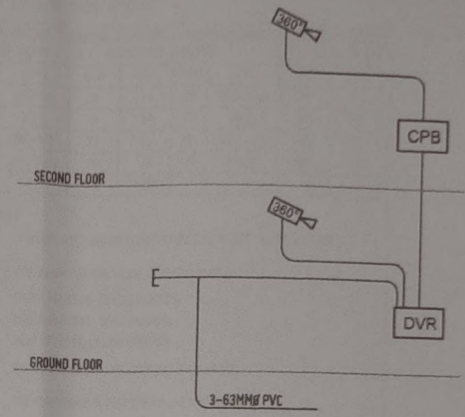 360°
CPB
SECOND FLOOR
360°
DVR
GROUND FLOOR
3-63MMØ PVC